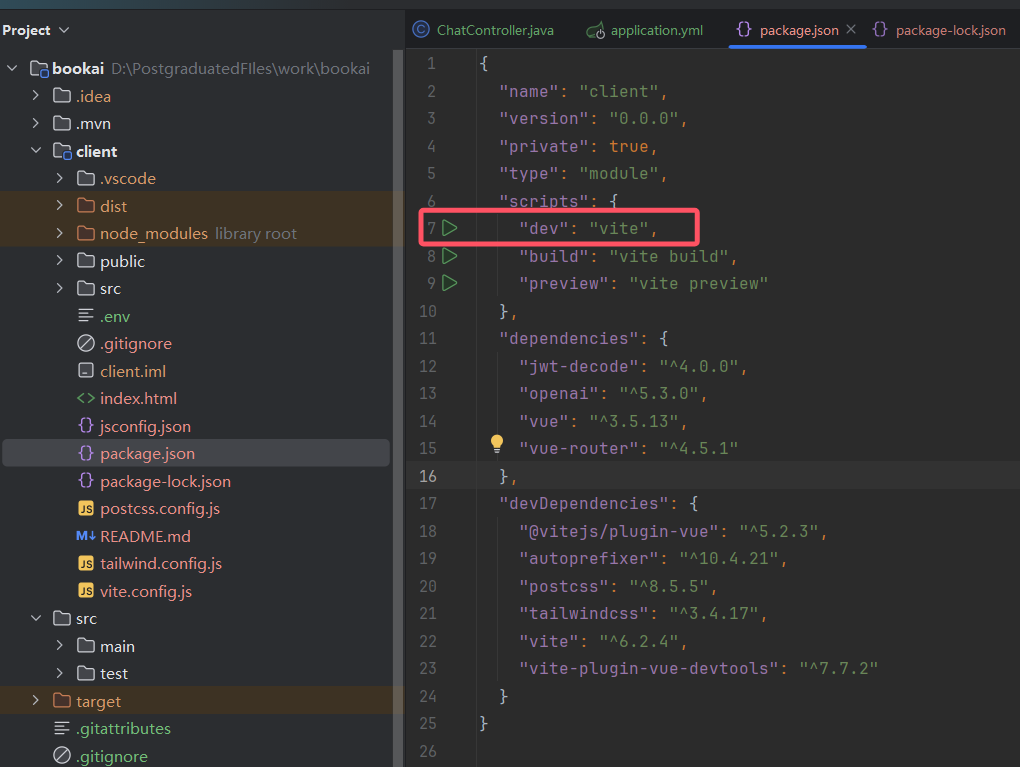 Project
bookai D:\PostgraduatedFIles\work\bookai
.idea
.mvn
client
.vscode
dist
node_modules library root
public
src
.env
.gitignore
client.iml
index.html
jsconfig.json
package.json
package-lock.json
JS postcss.config.js
M↓ README.md
JS tailwind.config.js
JS vite.config.js
src
main
test
target
.gitattributes
.gitignore
C ChatController.java application.yml {} package.json {} package-lock.json
1 {
2 "name": "client",
3 "version": "0.0.0",
4 "private": true,
5 "type": "module",
6 "scripts": {
7 "dev": "vite",
8 "build": "vite build",
9 "preview": "vite preview"
10 },
11 "dependencies": {
12 "jwt-decode": "^4.0.0",
13 "openai": "^5.3.0",
14 "vue": "^3.5.13",
15 "vue-router": "^4.5.1"
16 },
17 "devDependencies": {
18 "@vitejs/plugin-vue": "^5.2.3",
19 "autoprefixer": "^10.4.21",
20 "postcss": "^8.5.5",
21 "tailwindcss": "^3.4.17",
22 "vite": "^6.2.4",
23 "vite-plugin-vue-devtools": "^7.7.2"
24 }
25 }
26